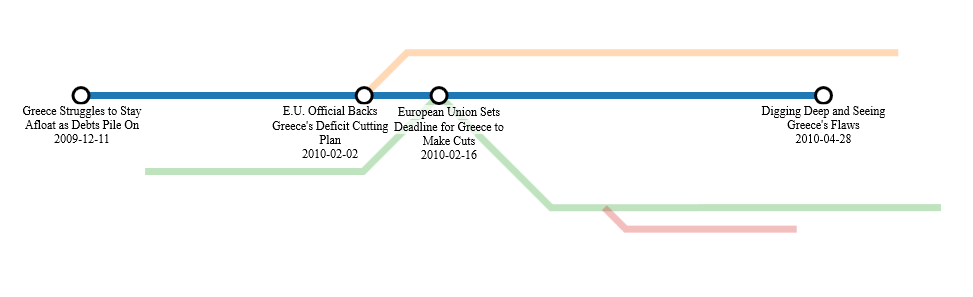 Greece Struggles to Stay
Afloat as Debts Pile On
2009-12-11
E.U. Official Backs
Greece's Deficit Cutting
Plan
2010-02-02
European Union Sets
Deadline for Greece to
Make Cuts
2010-02-16
Digging Deep and Seeing
Greece's Flaws
2010-04-28